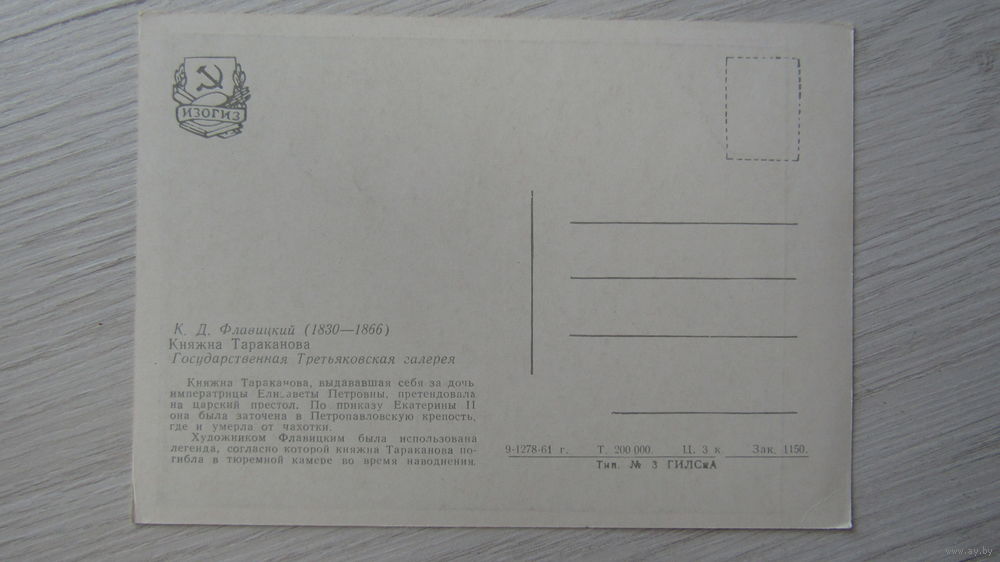 ИЗОГИЗ
К. Д. Флавицкий (1830—1866)
Княжна Тараканова
Государственная Третьяковская галерея
Княжна Тараканова, выдававшая себя за дочь
императрицы Елизаветы Петровны, претендовала
на царский престол. По приказу Екатерины II
она была заточена в Петропавловскую крепость,
где и умерла от чахотки.
Художником Флавицким была использована
легенда, согласно которой княжна Тараканова по-
гибла в тюремной камере во время наводнения.
9-1278-61 г. Т. 200 000. Ц. 3 к. Зак. 1150.
Тип. № 3 ГИЛСиА
www.ay.by